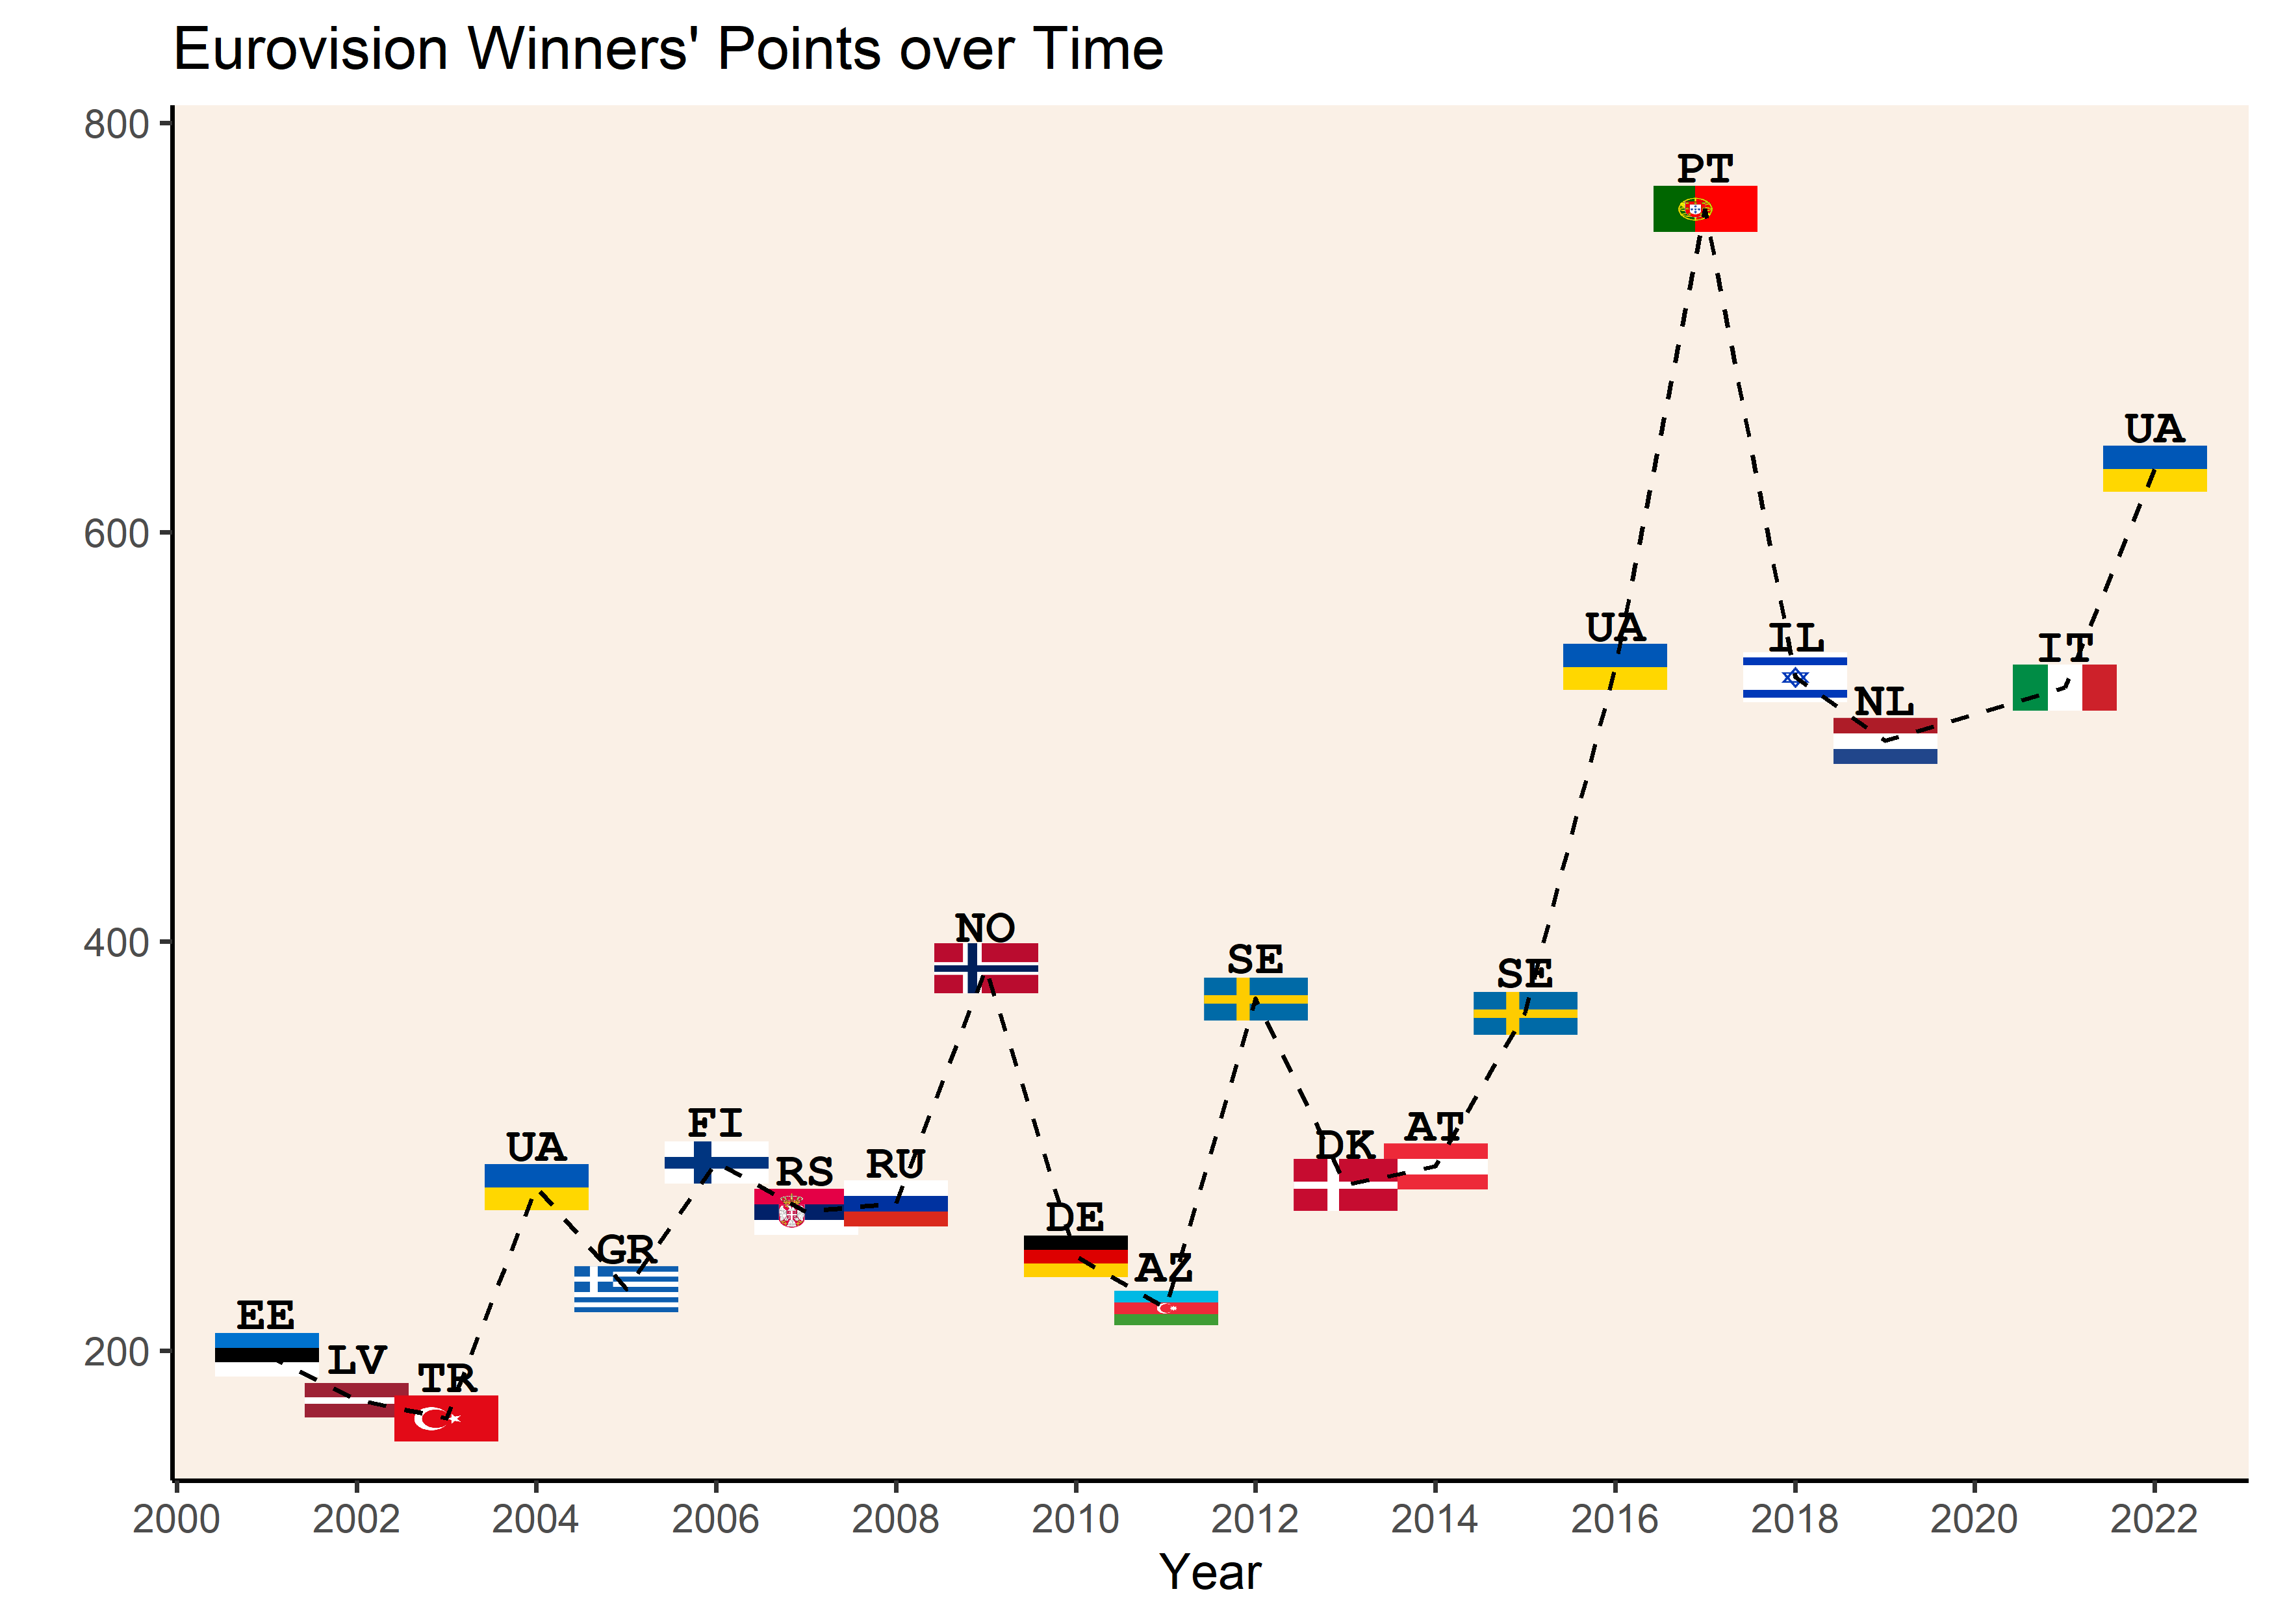 Eurovision Winners' Points over Time
800
PT
UA
600
UA
IL
IT
NL
400
NO
SE
SE
FI
AT
UA
DK
RU
RS
DE
GR
AZ
EE
200
LV
TR
2000 2002 2004 2006 2008 2010 2012 2014 2016 2018 2020 2022
Year